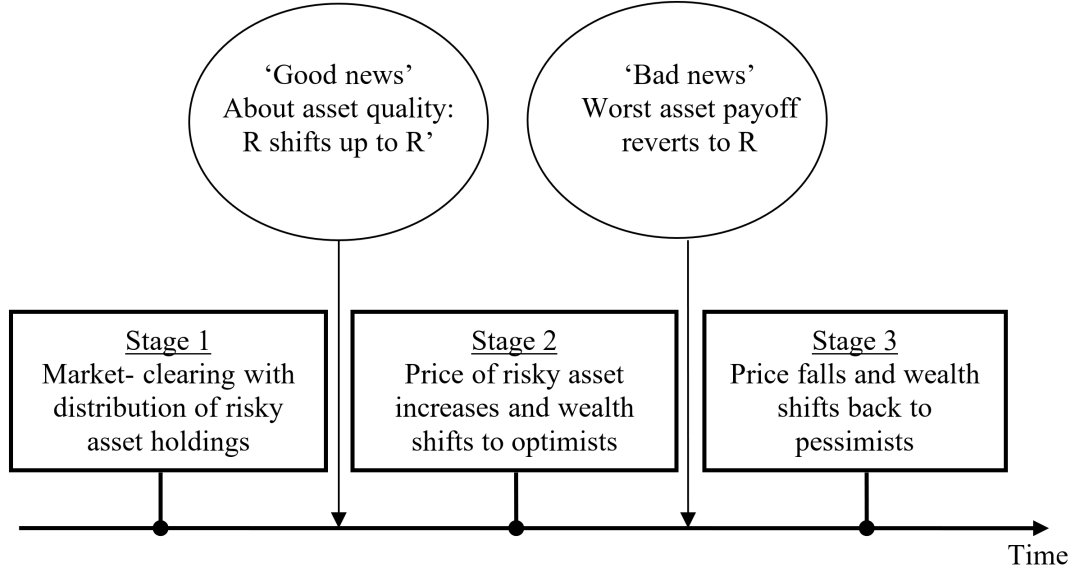 ‘Good news’
About asset quality:
R shifts up to R’
‘Bad news’
Worst asset payoff
reverts to R
Stage 1
Market- clearing with
distribution of risky
asset holdings
Stage 2
Price of risky asset
increases and wealth
shifts to optimists
Stage 3
Price falls and wealth
shifts back to
pessimists
Time